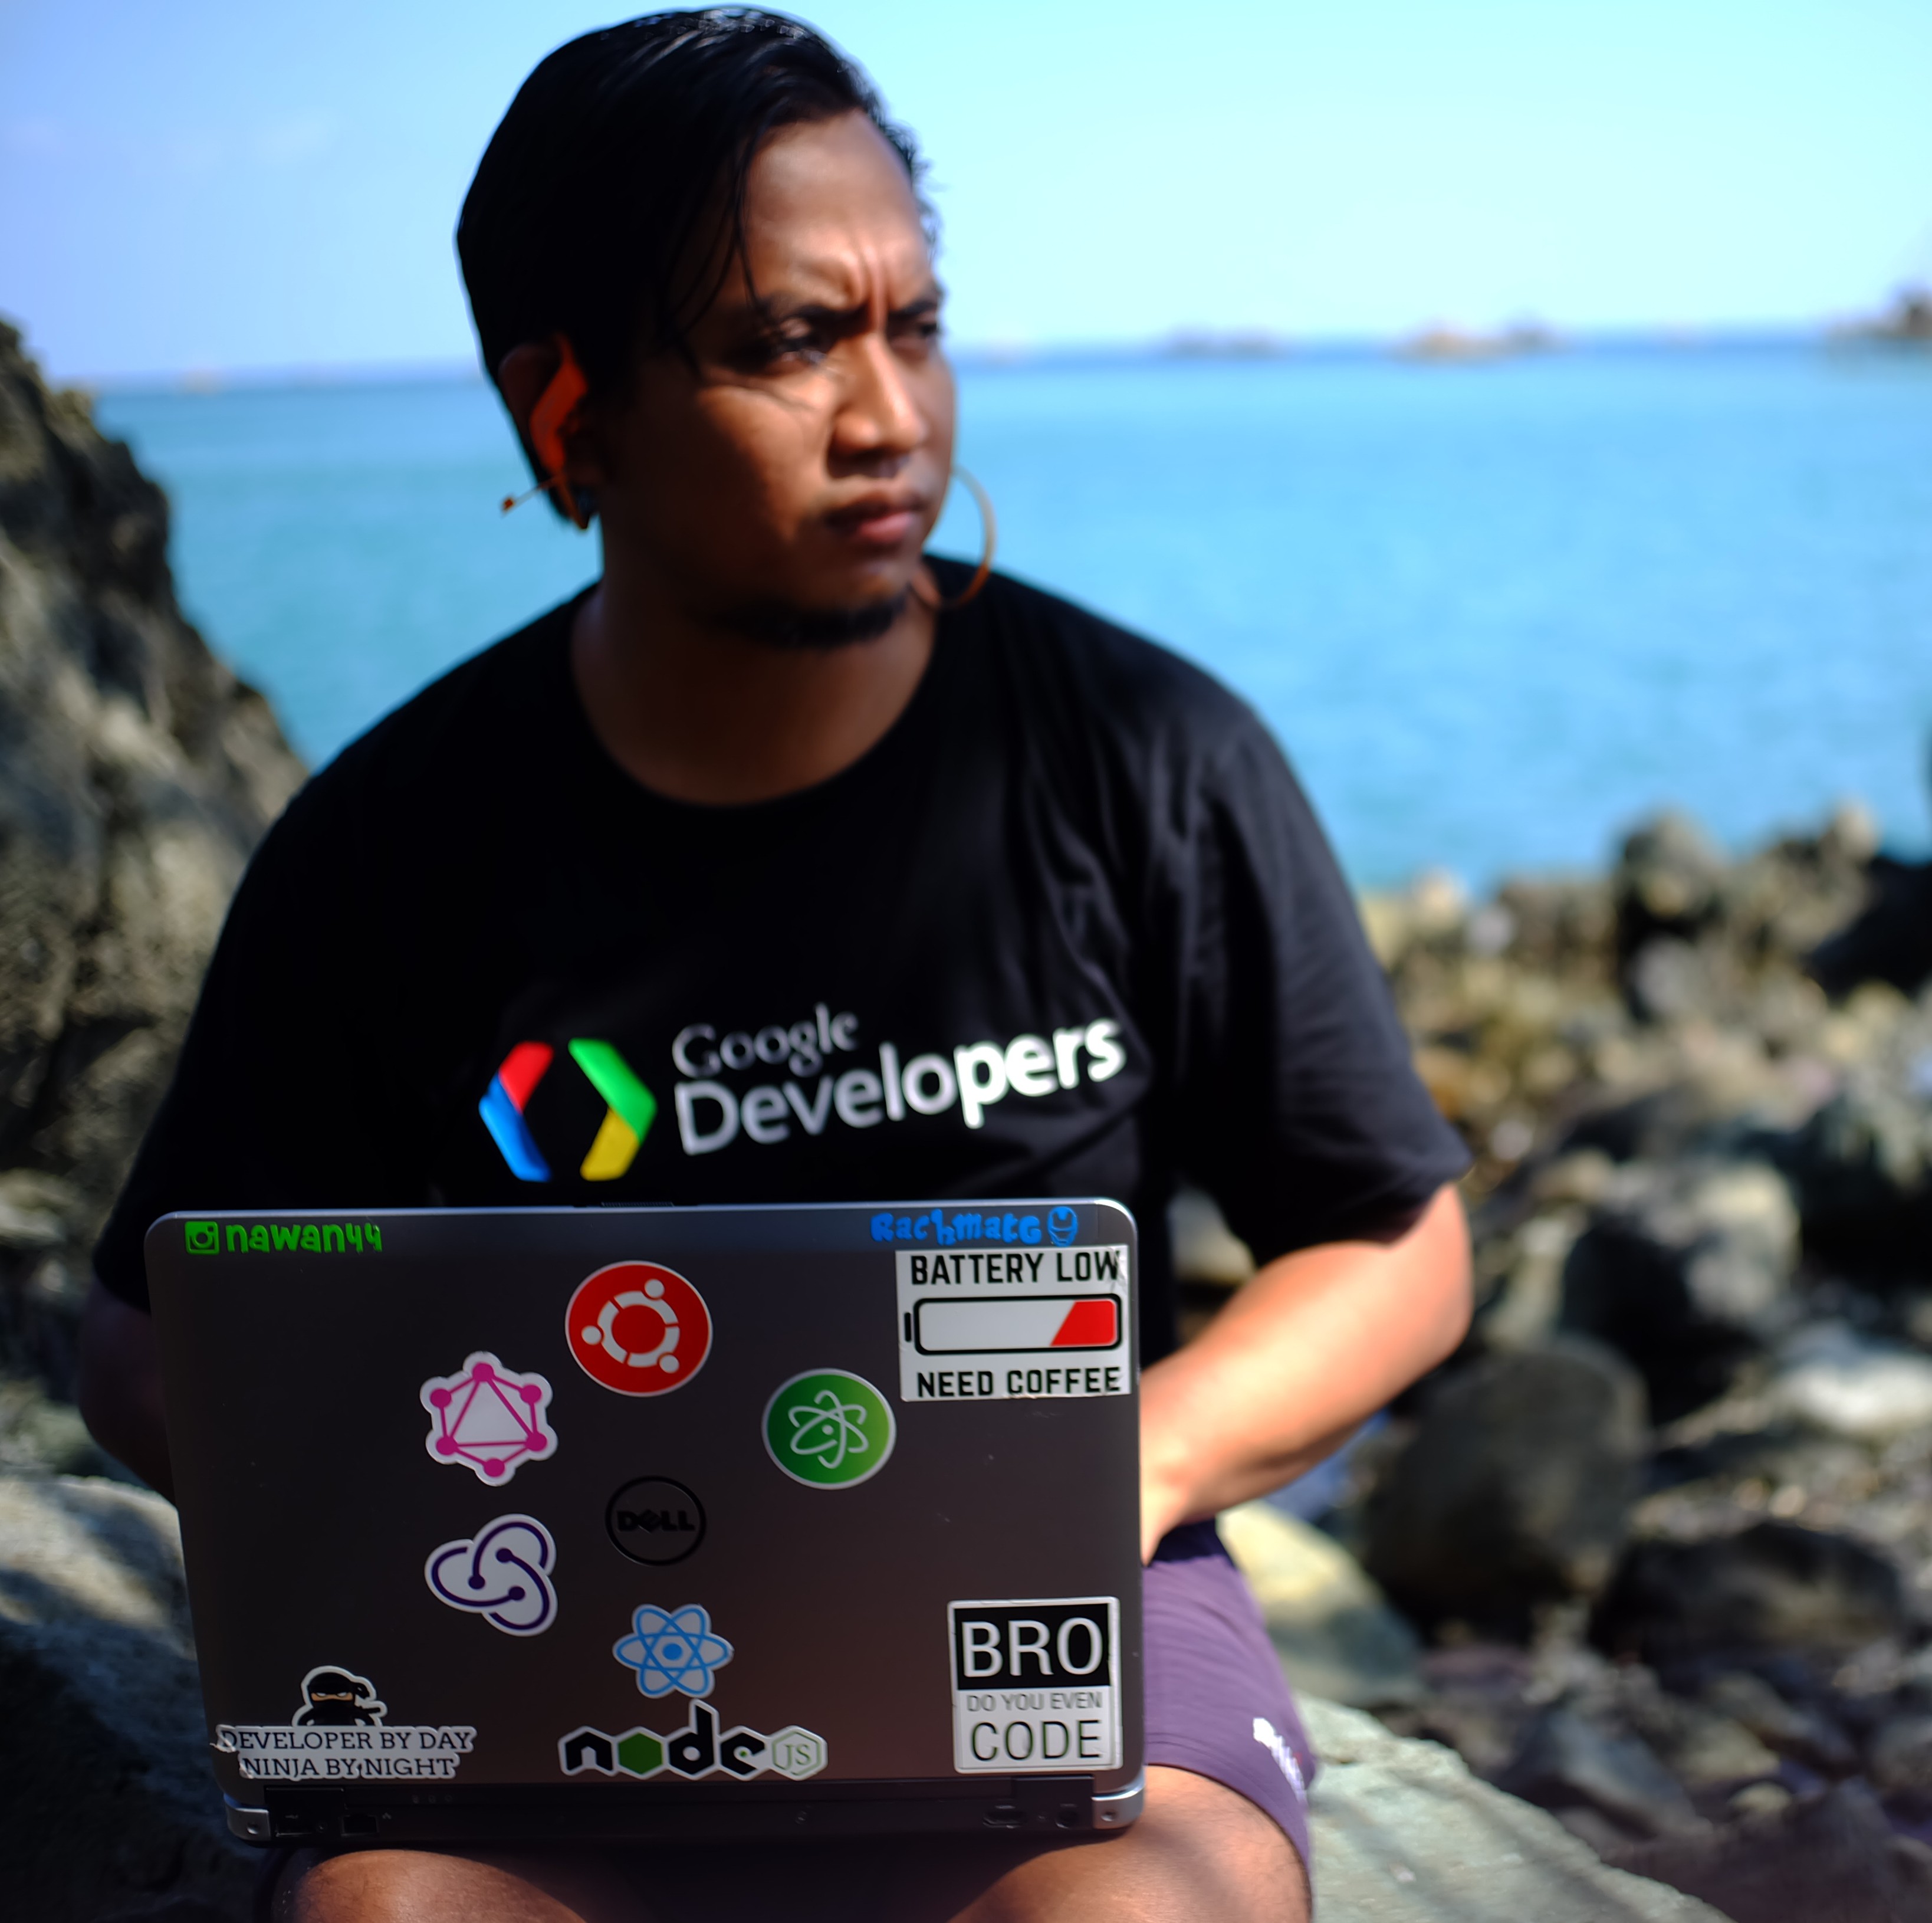 Google
Developers
nawan44
Rachmatg
BATTERY LOW
NEED COFFEE
DELL
BRO
DO YOU EVEN
CODE
DEVELOPER BY DAY
NINJA BY NIGHT
node
JS